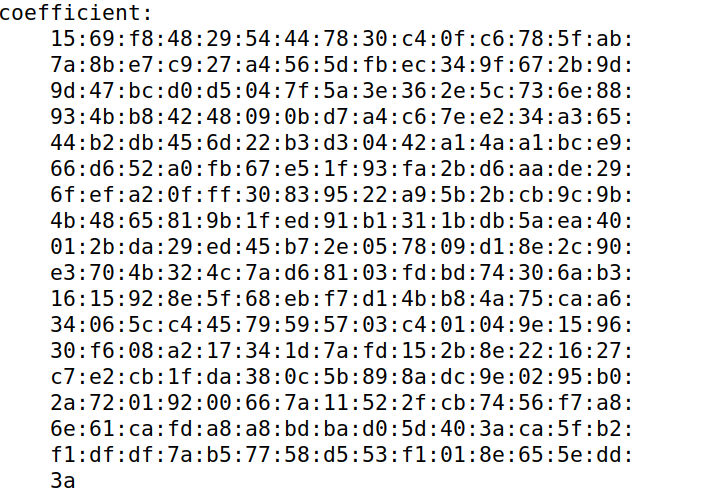 coefficient:
15:69:f8:48:29:54:44:78:30:c4:0f:c6:78:5f:ab:
7a:8b:e7:c9:27:a4:56:5d:fb:ec:34:9f:67:2b:9d:
9d:47:bc:d0:d5:04:7f:5a:3e:36:2e:5c:73:6e:88:
93:4b:b8:42:48:09:0b:d7:a4:c6:7e:e2:34:a3:65:
44:b2:db:45:6d:22:b3:d3:04:42:a1:4a:a1:bc:e9:
66:d6:52:a0:fb:67:e5:1f:93:fa:2b:d6:aa:de:29:
6f:ef:a2:0f:ff:30:83:95:22:a9:5b:2b:cb:9c:9b:
4b:48:65:81:9b:1f:ed:91:b1:31:1b:db:5a:ea:40:
01:2b:da:29:ed:45:b7:2e:05:78:09:d1:8e:2c:90:
e3:70:4b:32:4c:7a:d6:81:03:fd:bd:74:30:6a:b3:
16:15:92:8e:5f:68:eb:f7:d1:4b:b8:4a:75:ca:a6:
34:06:5c:c4:45:79:59:57:03:c4:01:04:9e:15:96:
30:f6:08:a2:17:34:1d:7a:fd:15:2b:8e:22:16:27:
c7:e2:cb:1f:da:38:0c:5b:89:8a:dc:9e:02:95:b0:
2a:72:01:92:00:66:7a:11:52:2f:cb:74:56:f7:a8:
6e:61:ca:fd:a8:a8:bd:ba:d0:5d:40:3a:ca:5f:b2:
f1:df:df:7a:b5:77:58:d5:53:f1:01:8e:65:5e:dd:
3a